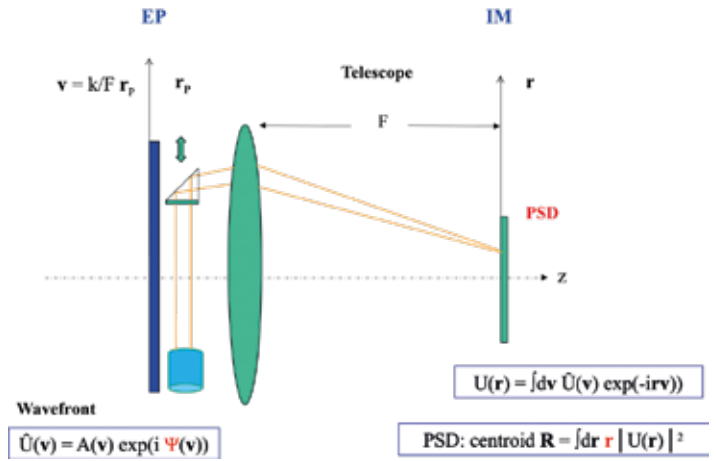 EP
IM
Telescope
v = k/F r_P
r_P
r
F
PSD
z
U(r) = ∫dv Û(v) exp(-irv))
Wavefront
Û(v) = A(v) exp(i Ψ(v))
PSD: centroid R = ∫dr r | U(r) | ²